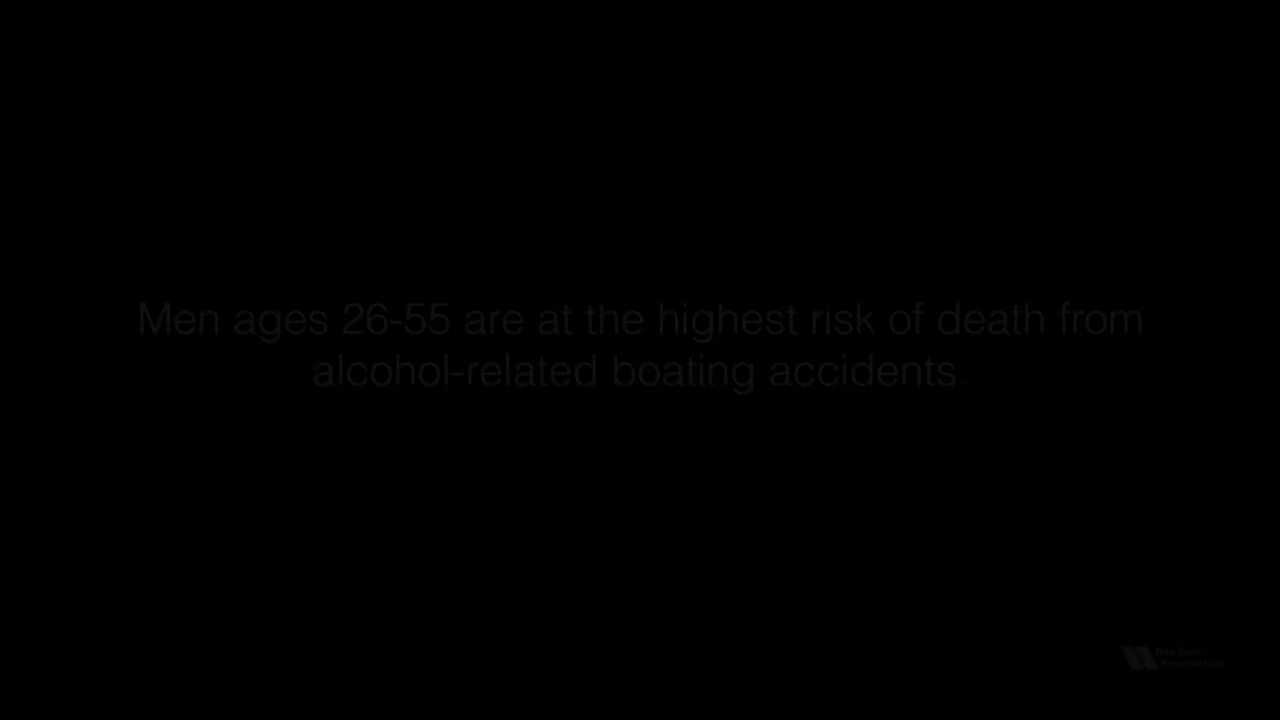 Men ages 26-55 are at the highest risk of death from
alcohol-related boating accidents.